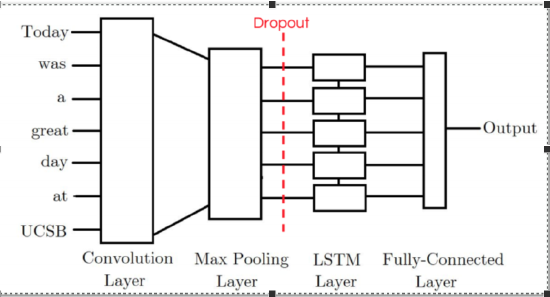 Dropout
Today
was
a
great
day
at
UCSB
Output
Convolution Layer
Max Pooling Layer
LSTM Layer
Fully-Connected Layer